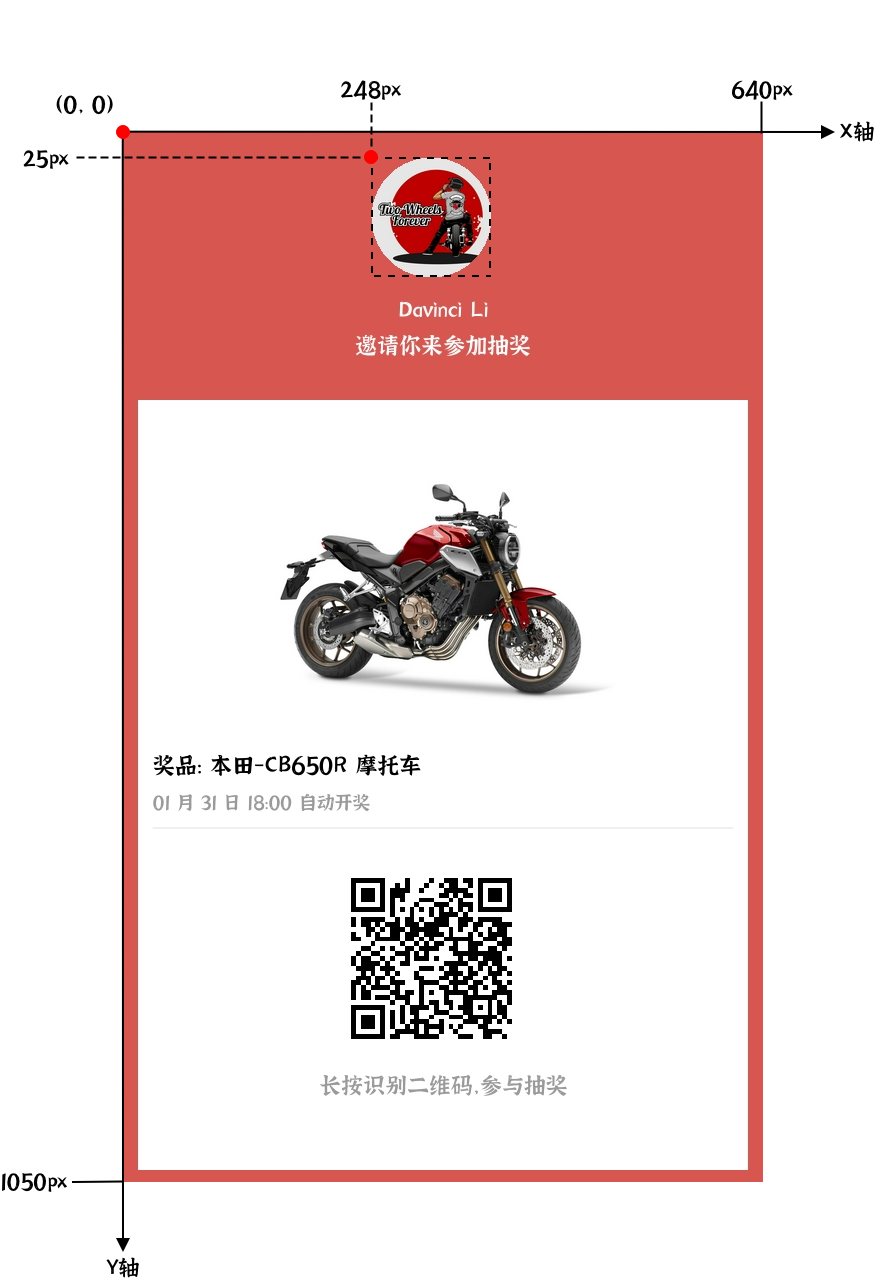 248px
640px
(0, 0)
X轴
25px
Two Wheels
Forever
Davinci Li
邀请你来参加抽奖
奖品: 本田-CB650R 摩托车
01 月 31 日 18:00 自动开奖
长按识别二维码,参与抽奖
1050px
Y轴